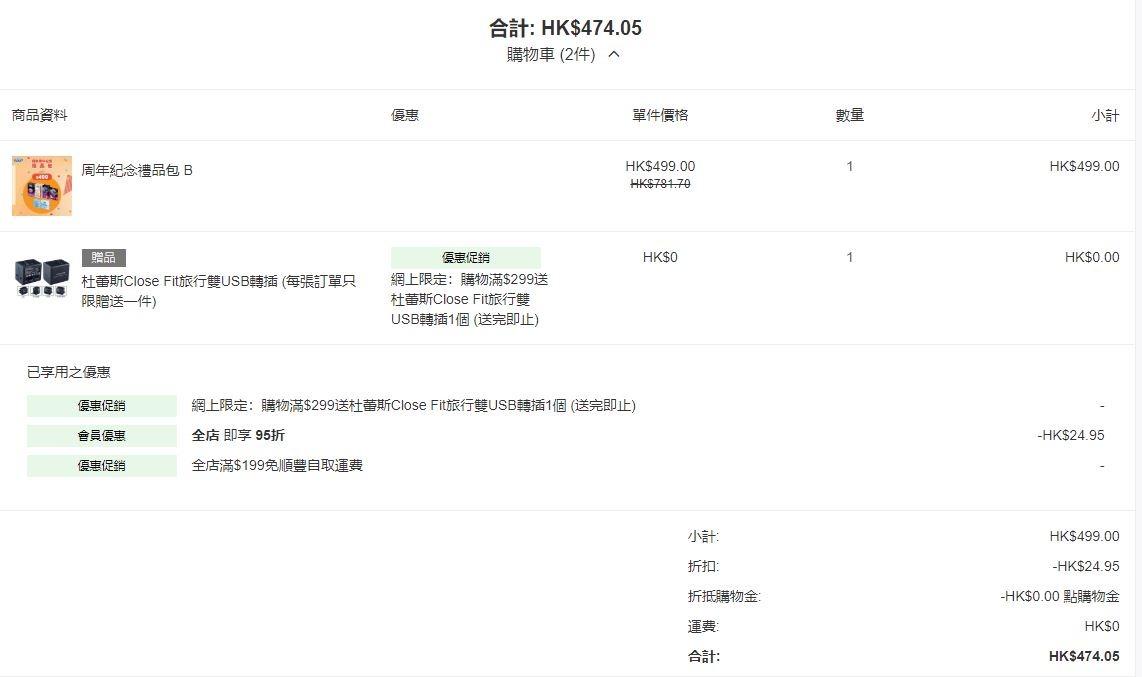 合計: HK$474.05
購物車 (2件)
商品資料 優惠 單件價格 數量 小計
周年紀念禮品包 B HK$499.00 1 HK$499.00
HK$781.70
贈品 優惠促銷 HK$0 1 HK$0.00
杜蕾斯Close Fit旅行雙USB轉插 (每張訂單只
限贈送一件)
網上限定：購物滿$299送
杜蕾斯Close Fit旅行雙
USB轉插1個 (送完即止)
已享用之優惠
優惠促銷 網上限定：購物滿$299送杜蕾斯Close Fit旅行雙USB轉插1個 (送完即止) -
會員優惠 全店 即享 95折 -HK$24.95
優惠促銷 全店滿$199免順豐自取運費 -
小計: HK$499.00
折扣: -HK$24.95
折抵購物金: -HK$0.00 點購物金
運費: HK$0
合計: HK$474.05